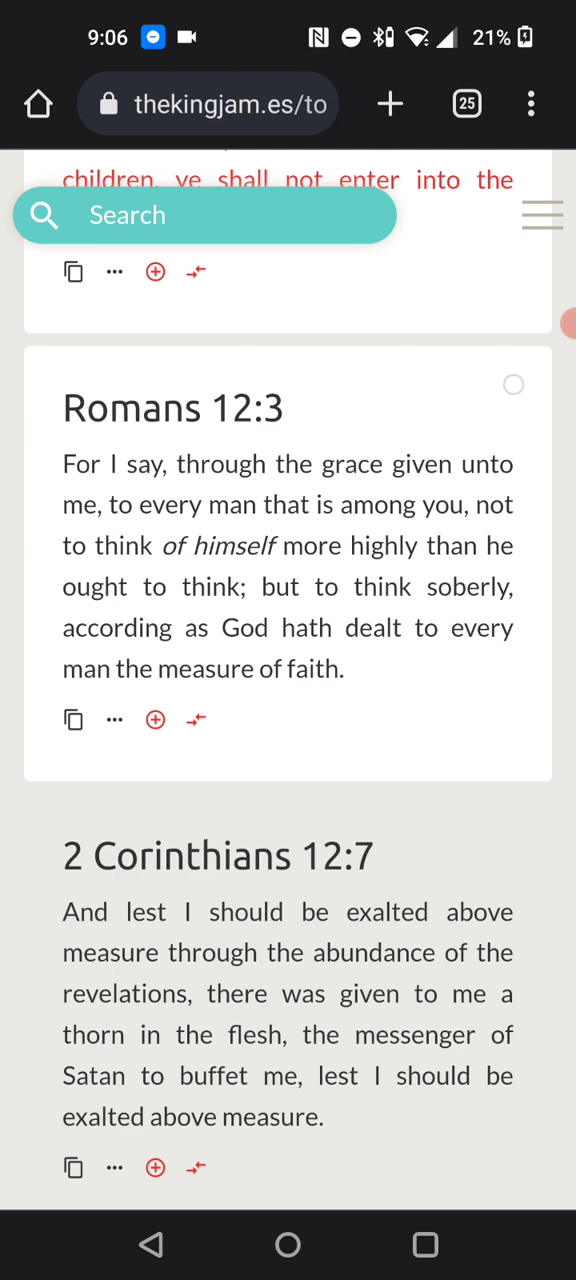 9:06
21%
thekingjam.es/to
25
children, ye shall not enter into the
Search
Romans 12:3
For I say, through the grace given unto
me, to every man that is among you, not
to think of himself more highly than he
ought to think; but to think soberly,
according as God hath dealt to every
man the measure of faith.
2 Corinthians 12:7
And lest I should be exalted above
measure through the abundance of the
revelations, there was given to me a
thorn in the flesh, the messenger of
Satan to buffet me, lest I should be
exalted above measure.